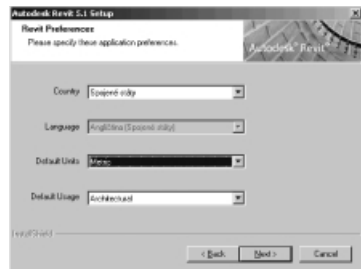 Autodesk Revit 5.1 Setup
Revit Preferences
Please specify these application preferences.
Autodesk Revit
Country Spojené státy
Language Angličtina (Spojené státy)
Default Units Metric
Default Usage Architectural
InstallShield
< Back Next > Cancel